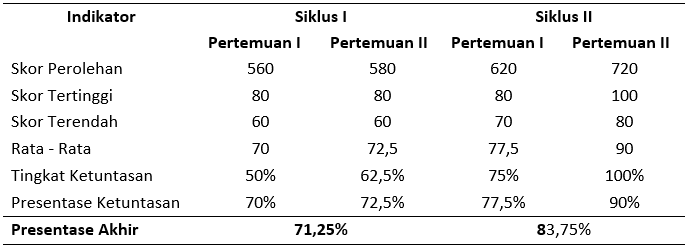 Indikator Siklus I Siklus II
Pertemuan I Pertemuan II Pertemuan I Pertemuan II
Skor Perolehan 560 580 620 720
Skor Tertinggi 80 80 80 100
Skor Terendah 60 60 70 80
Rata - Rata 70 72,5 77,5 90
Tingkat Ketuntasan 50% 62,5% 75% 100%
Presentase Ketuntasan 70% 72,5% 77,5% 90%
Presentase Akhir 71,25% 83,75%